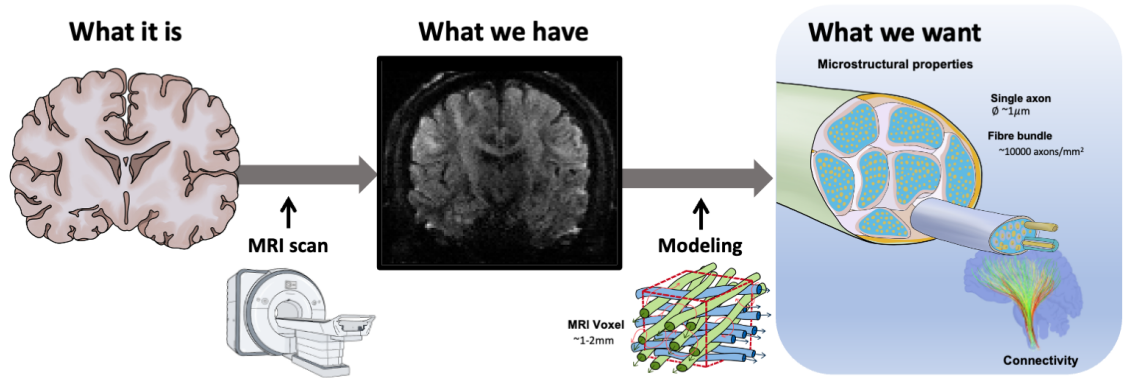 What it is
What we have
What we want
Microstructural properties
Single axon
Ø ~1μm
Fibre bundle
~10000 axons/mm²
MRI scan
Modeling
MRI Voxel
~1-2mm
Connectivity